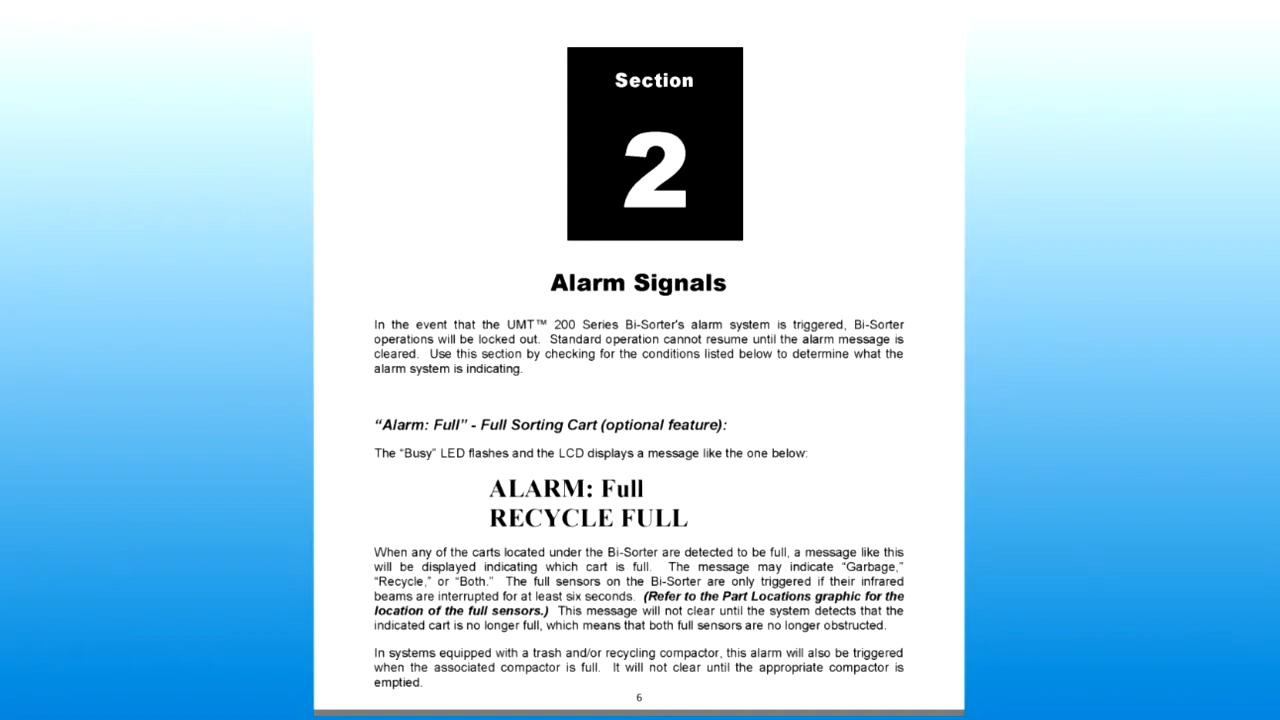 Section
2
Alarm Signals
In the event that the UMT™ 200 Series Bi-Sorter's alarm system is triggered, Bi-Sorter
operations will be locked out. Standard operation cannot resume until the alarm message is
cleared. Use this section by checking for the conditions listed below to determine what the
alarm system is indicating.
“Alarm: Full” - Full Sorting Cart (optional feature):
The “Busy” LED flashes and the LCD displays a message like the one below:
ALARM: Full
RECYCLE FULL
When any of the carts located under the Bi-Sorter are detected to be full, a message like this
will be displayed indicating which cart is full. The message may indicate “Garbage,”
“Recycle,” or “Both.” The full sensors on the Bi-Sorter are only triggered if their infrared
beams are interrupted for at least six seconds. (Refer to the Part Locations graphic for the
location of the full sensors.) This message will not clear until the system detects that the
indicated cart is no longer full, which means that both full sensors are no longer obstructed.
In systems equipped with a trash and/or recycling compactor, this alarm will also be triggered
when the associated compactor is full. It will not clear until the appropriate compactor is
emptied.
6